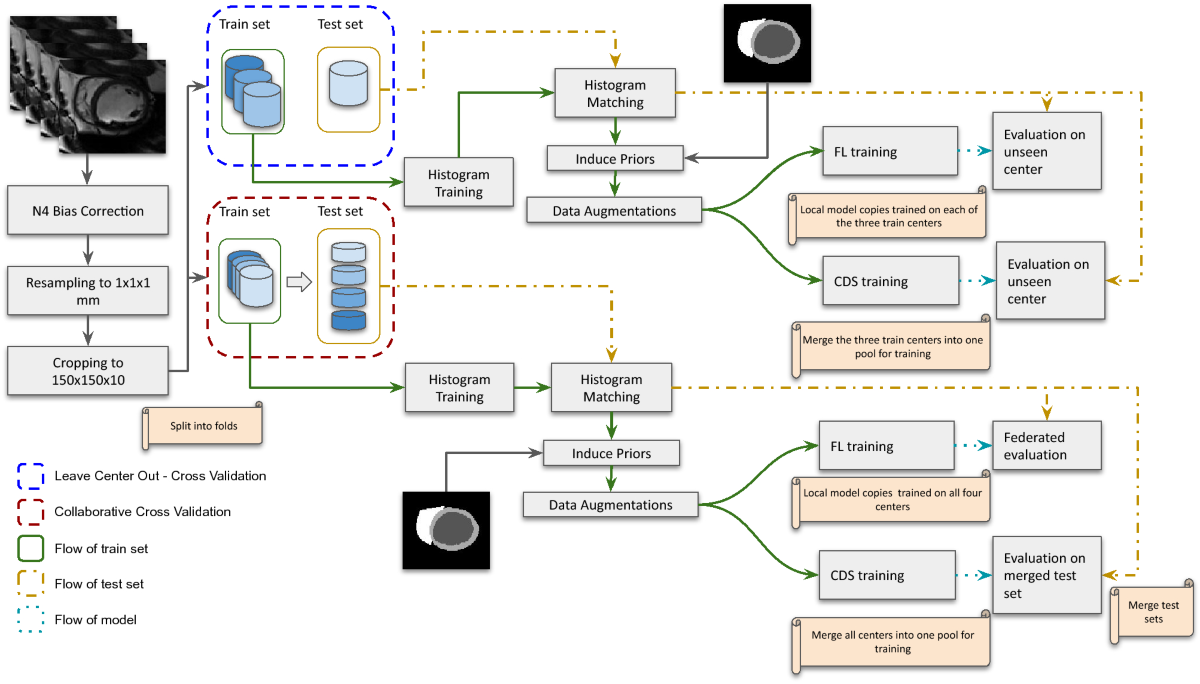 Train set
Test set
N4 Bias Correction
Resampling to 1x1x1
mm
Cropping to
150x150x10
Split into folds
Histogram
Training
Histogram
Matching
Induce Priors
Data Augmentations
FL training
Evaluation on
unseen
center
Local model copies trained on each of
the three train centers
CDS training
Evaluation on
unseen
center
Merge the three train centers into one
pool for training
Train set
Test set
Histogram
Training
Histogram
Matching
Induce Priors
Data Augmentations
FL training
Federated
evaluation
Local model copies trained on all four
centers
CDS training
Evaluation on
merged test
set
Merge all centers into one pool for
training
Merge test
sets
Leave Center Out - Cross Validation
Collaborative Cross Validation
Flow of train set
Flow of test set
Flow of model